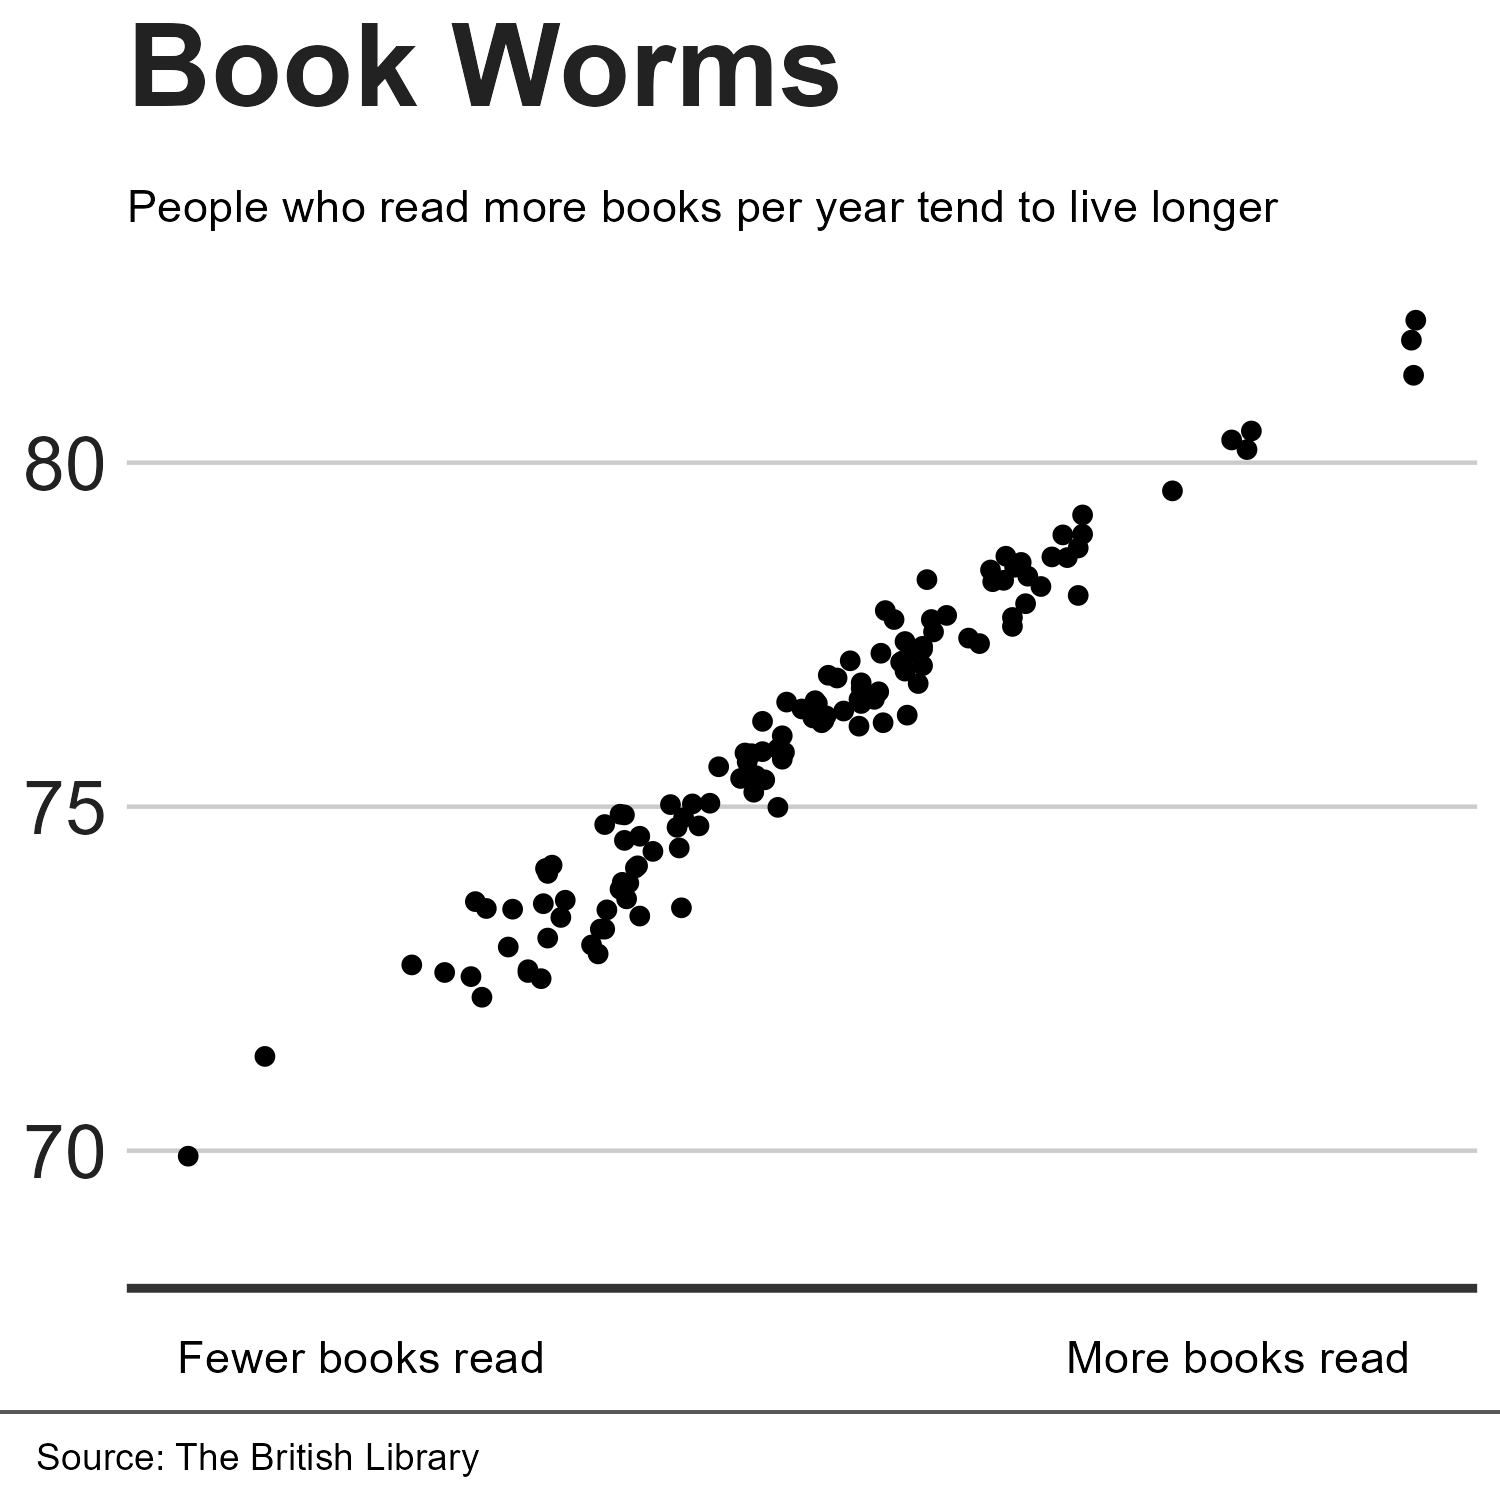 Book Worms
People who read more books per year tend to live longer
80
75
70
Fewer books read
More books read
Source: The British Library